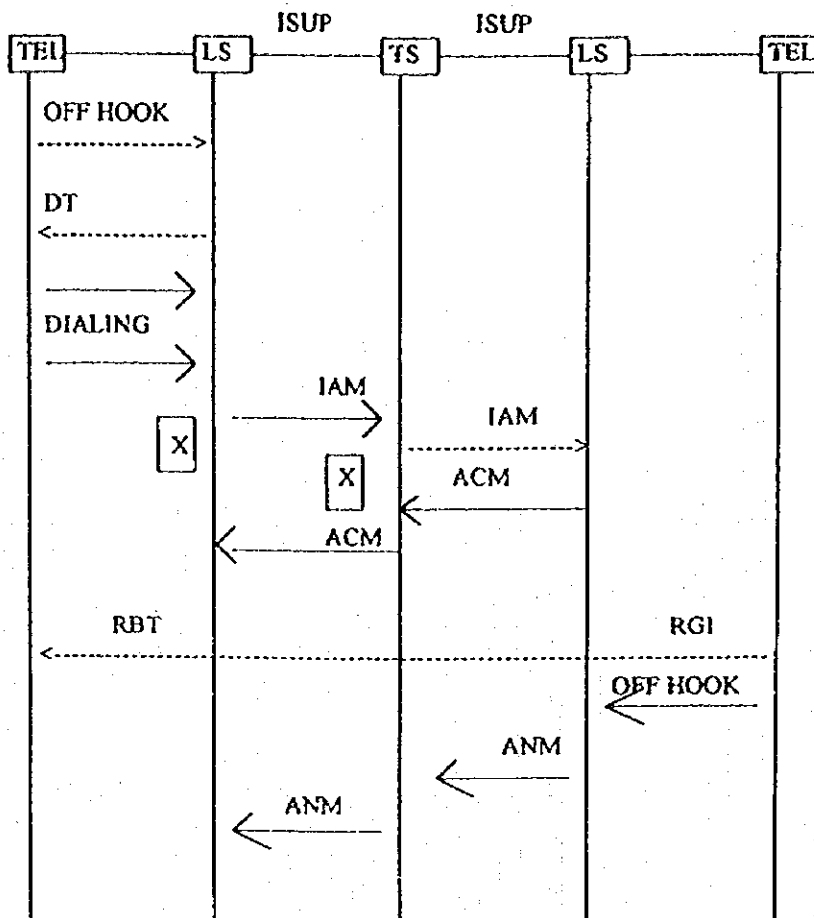 ISUP ISUP
TEL LS TS LS TEL
OFF HOOK
DT
DIALING
IAM
IAM
X
X
ACM
ACM
RBT RGI
OFF HOOK
ANM
ANM